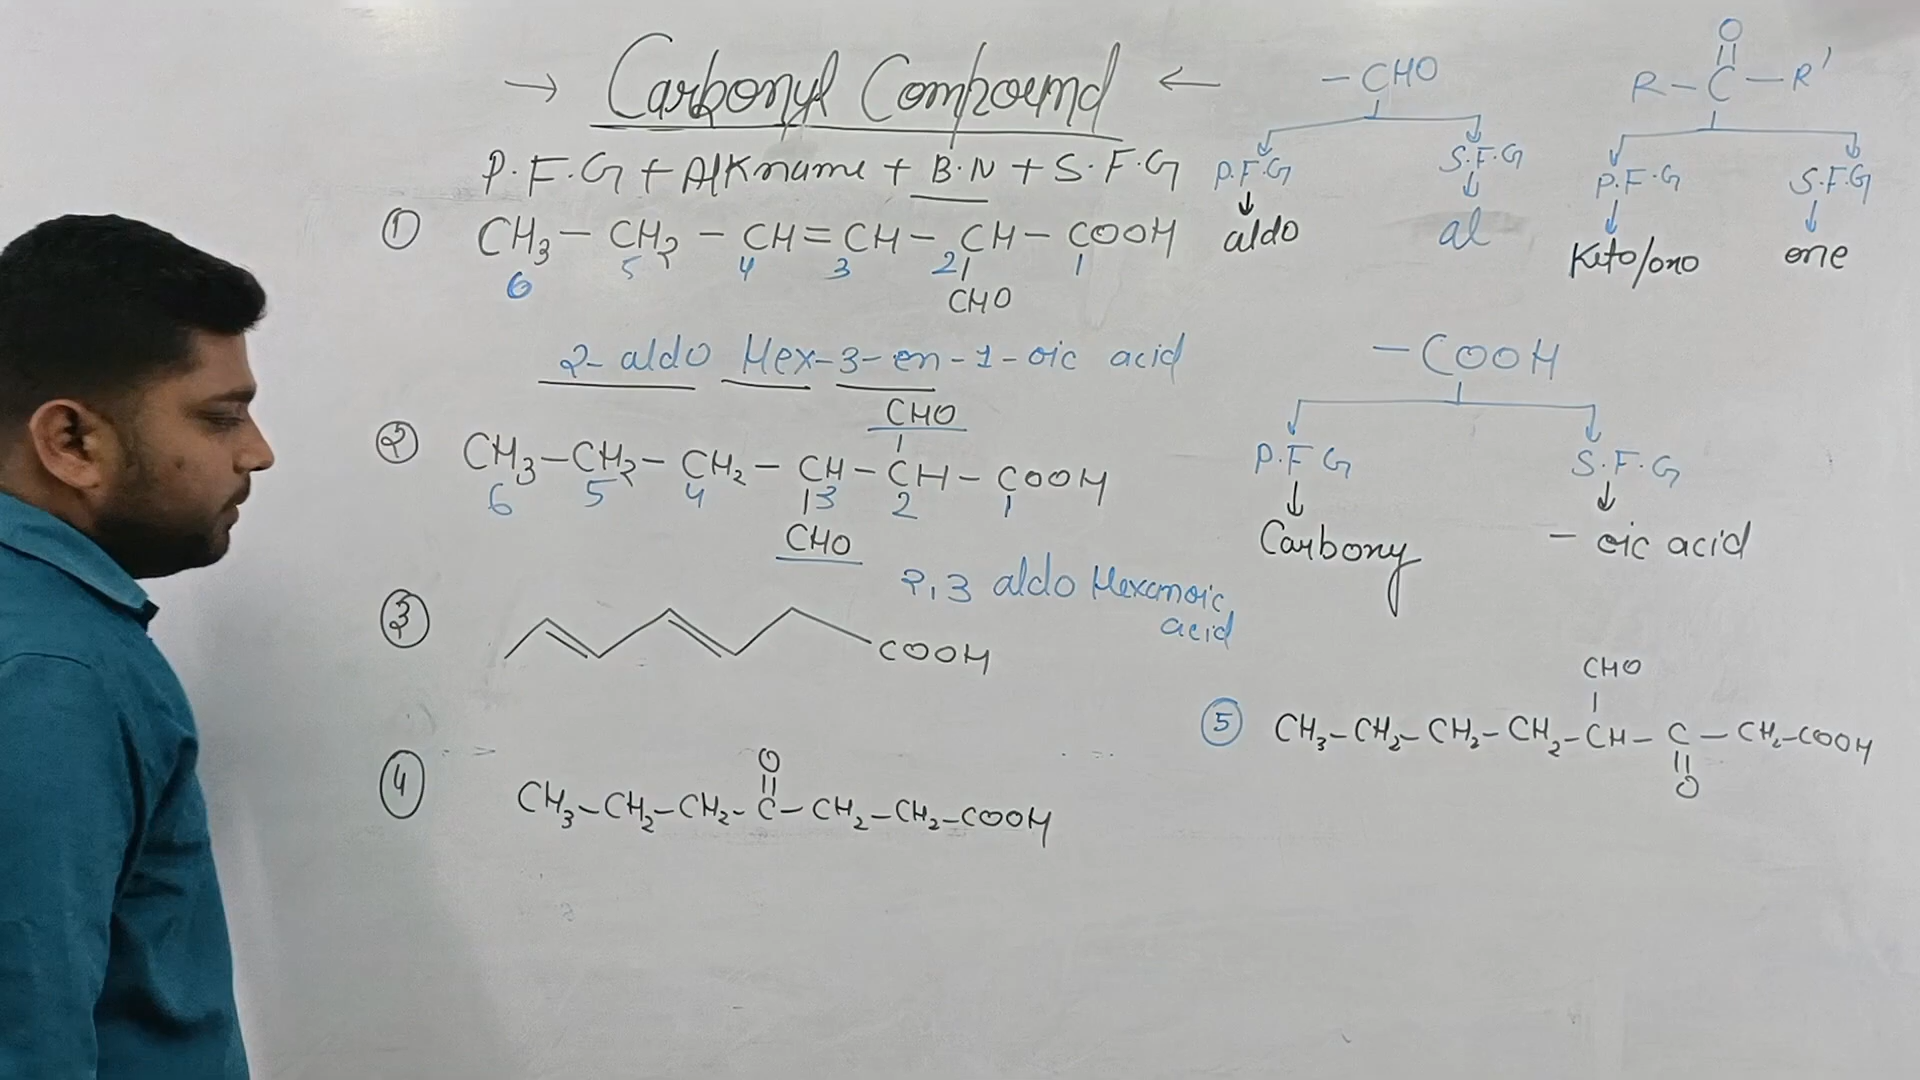 → Carbonyl Compound ←
P.F.G + Alkname + B.N + S.F.G
① CH3 – CH2 – CH = CH – CH – COOH
6 5 4 3 2 1
CHO
2- aldo Hex-3-en-1-oic acid
CHO
② CH3–CH2–CH2–CH–CH–COOH
6 5 4 3 2 1
CHO
2,3 aldo Hexanoic
acid
③ COOH
O
④ CH3–CH2–CH2–C–CH2–CH2–COOH
– CHO
P.F.G S.F.G
aldo al
O
R–C–R'
P.F.G S.F.G
Keto/oxo one
– COOH
P.F.G S.F.G
Carboxy – oic acid
CHO
⑤ CH3–CH2–CH2–CH2–CH–C–CH2–COOH
O